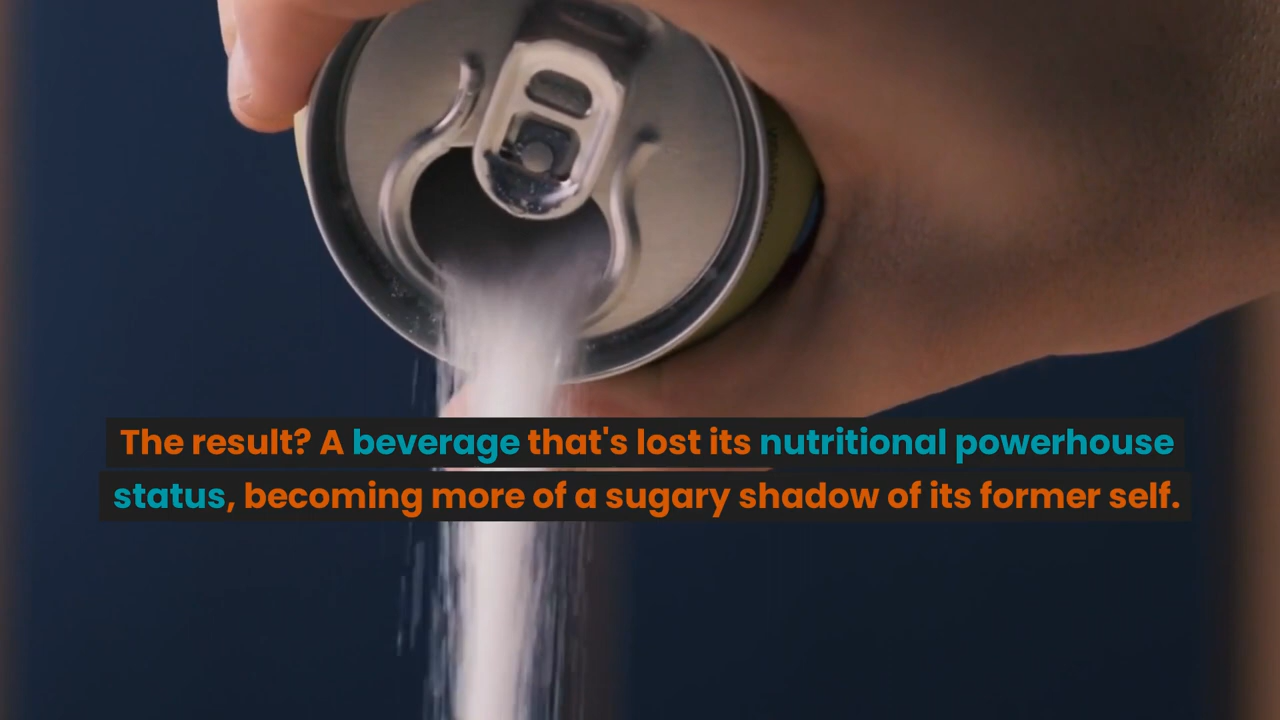 The result? A beverage that's lost its nutritional powerhouse
status, becoming more of a sugary shadow of its former self.